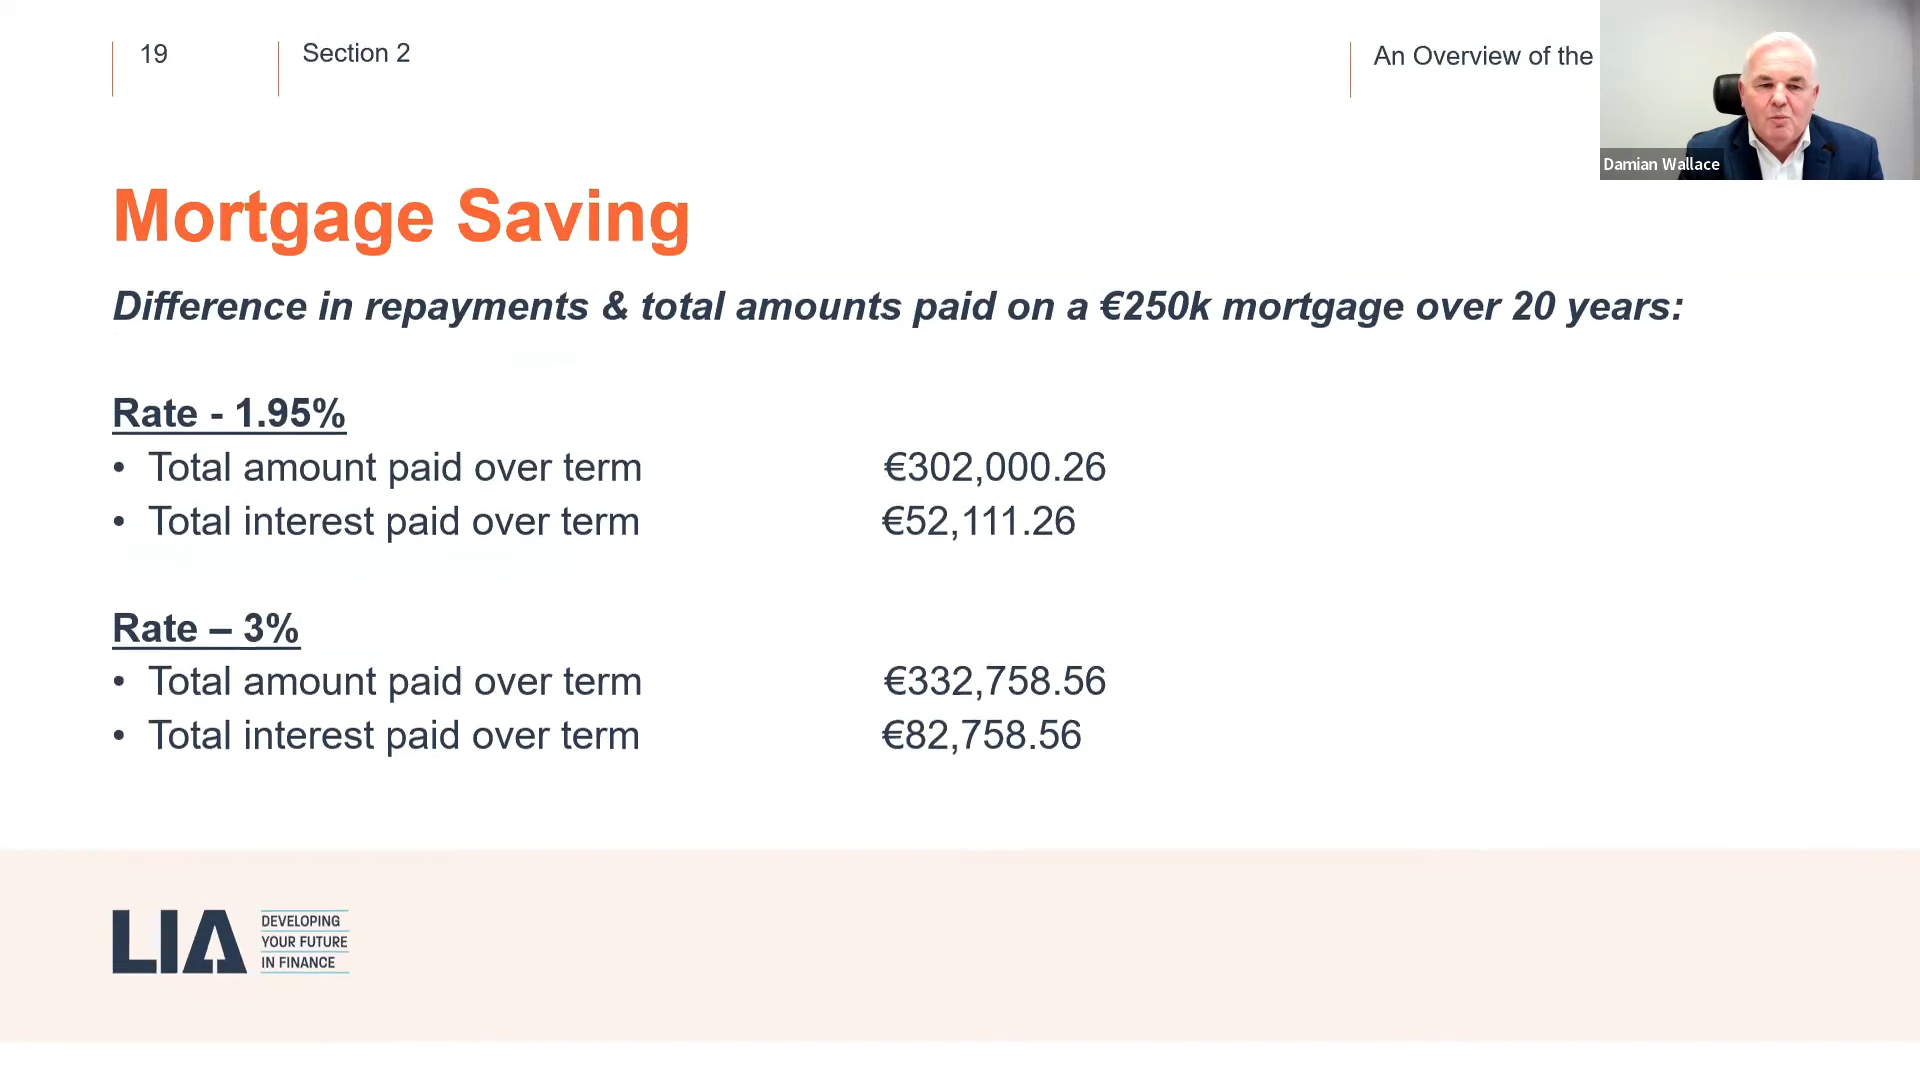 19
Section 2
An Overview of the
Damian Wallace
Mortgage Saving
Difference in repayments & total amounts paid on a €250k mortgage over 20 years:
Rate - 1.95%
• Total amount paid over term €302,000.26
• Total interest paid over term €52,111.26
Rate – 3%
• Total amount paid over term €332,758.56
• Total interest paid over term €82,758.56
LIA
DEVELOPING
YOUR FUTURE
IN FINANCE